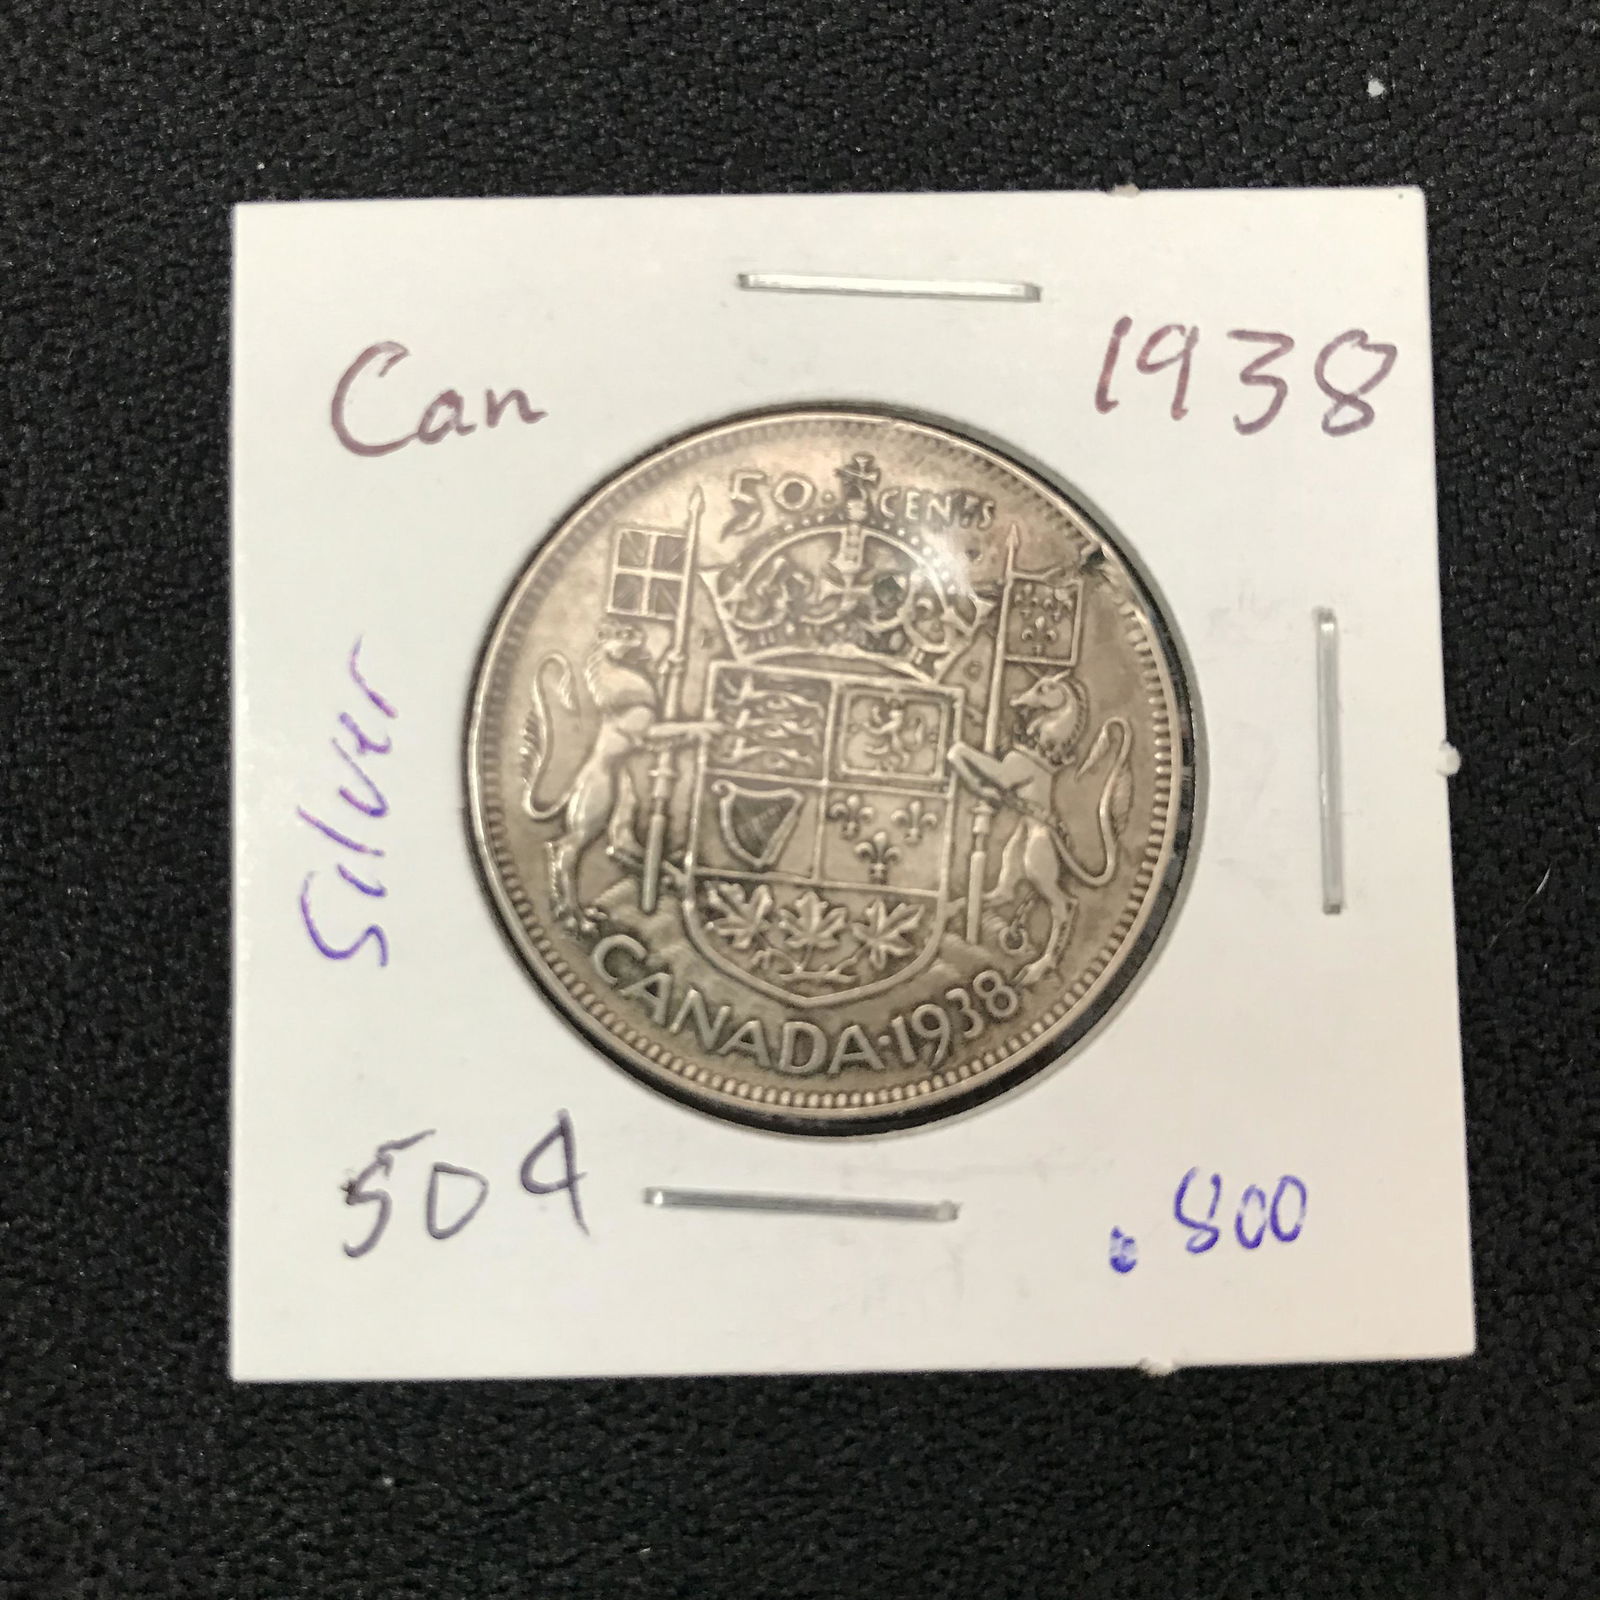 Can
1938
Silver
50 CENTS
CANADA·1938
50¢
.800